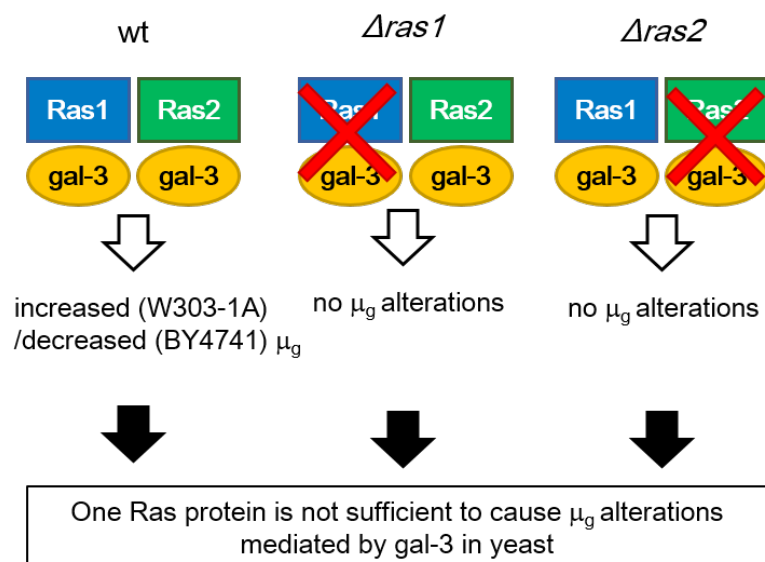 wt
Δras1
Δras2
Ras1
Ras2
Ras1
Ras2
Ras1
Ras2
gal-3
gal-3
gal-3
gal-3
gal-3
gal-3
increased (W303-1A)
/decreased (BY4741) μg
no μg alterations
no μg alterations
One Ras protein is not sufficient to cause μg alterations
mediated by gal-3 in yeast